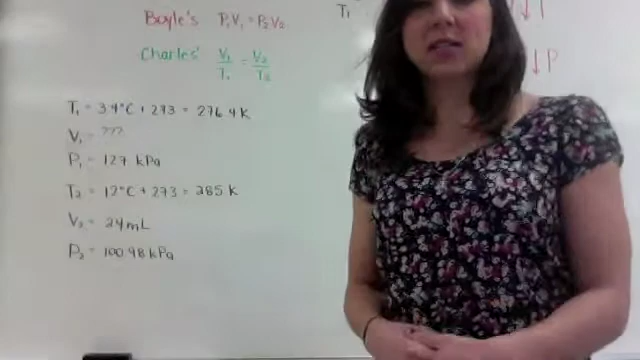 Boyle's P₁V₁ = P₂V₂
Charles' V₁/T₁ = V₂/T₂
T₁
↓ P
T₁ = 3.4°C + 273 = 276.4 K
V₁ = ???
P₁ = 127 kPa
T₂ = 12°C + 273 = 285 K
V₂ = 24 mL
P₂ = 100.98 kPa